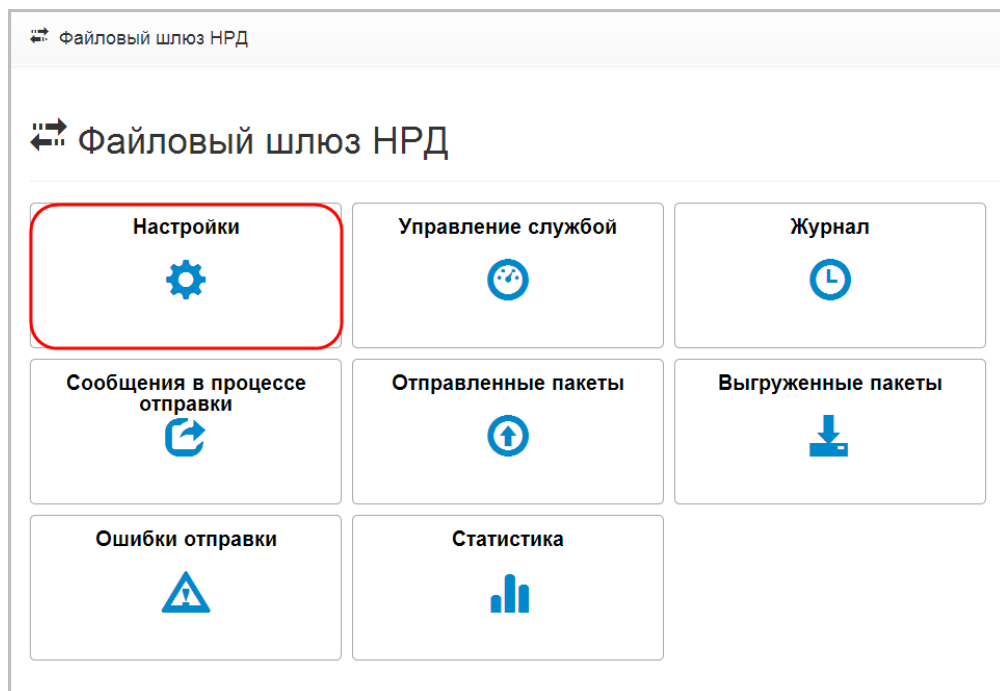 Файловый шлюз НРД
Файловый шлюз НРД
Настройки
Управление службой
Журнал
Сообщения в процессе
отправки
Отправленные пакеты
Выгруженные пакеты
Ошибки отправки
Статистика